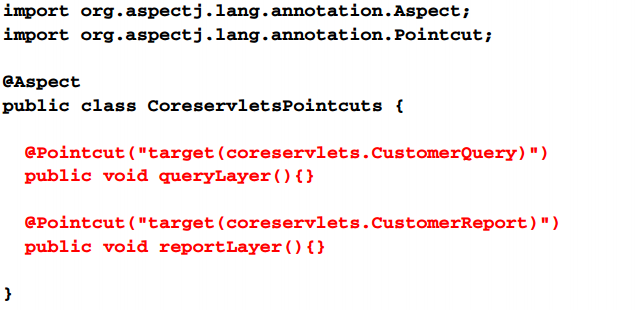 import org.aspectj.lang.annotation.Aspect;
import org.aspectj.lang.annotation.Pointcut;
@Aspect
public class CoreservletsPointcuts {
@Pointcut("target(coreservlets.CustomerQuery)")
public void queryLayer(){}
@Pointcut("target(coreservlets.CustomerReport)")
public void reportLayer(){}
}